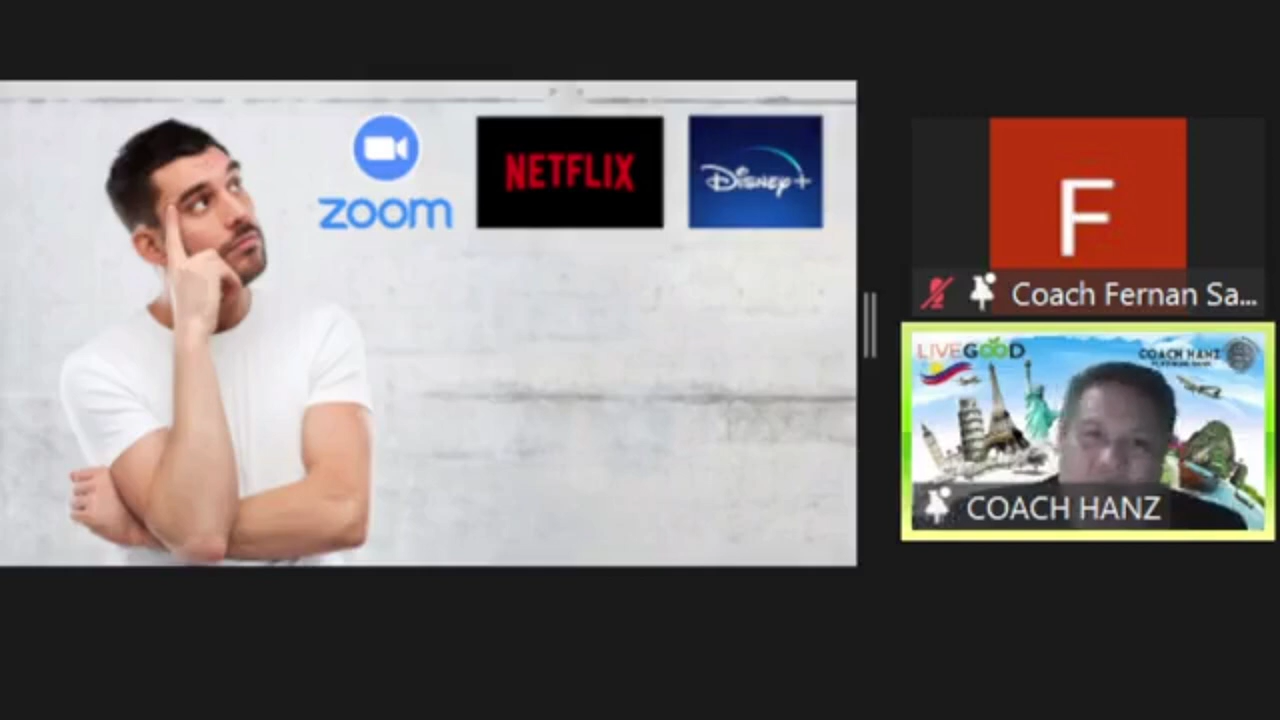 zoom
NETFLIX
Disney+
F
Coach Fernan Sa...
LIVEGOOD
COACH HANZ
COACH HANZ